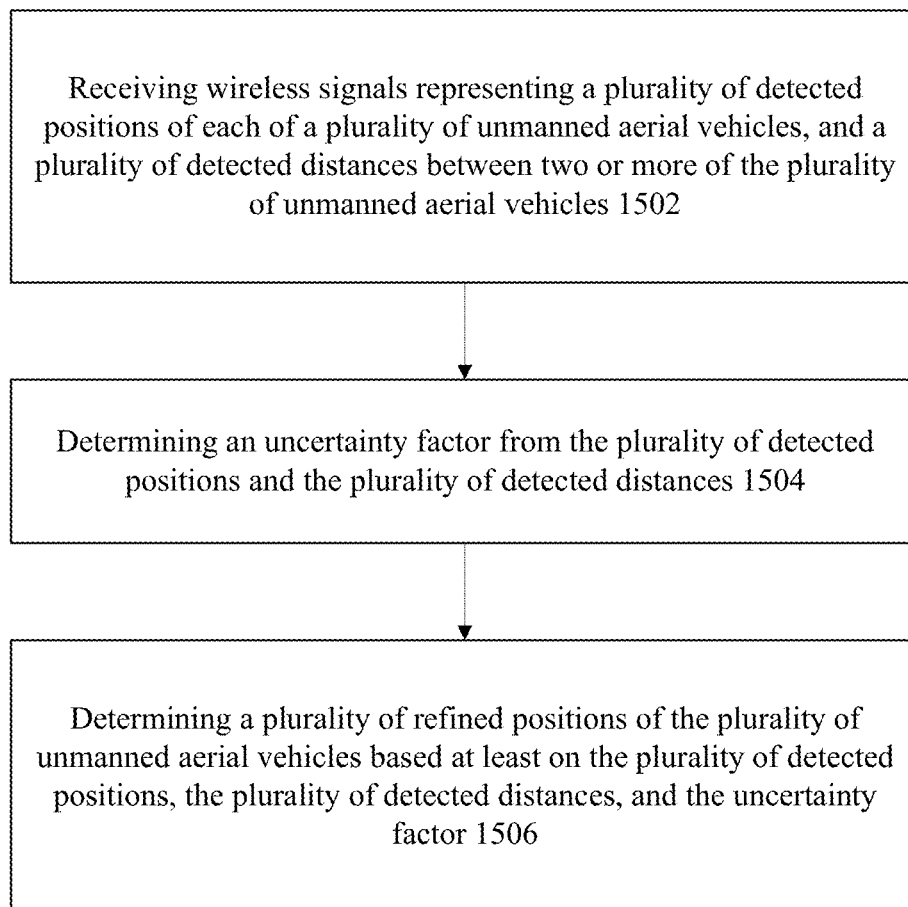 Receiving wireless signals representing a plurality of detected
positions of each of a plurality of unmanned aerial vehicles, and a
plurality of detected distances between two or more of the plurality
of unmanned aerial vehicles 1502
Determining an uncertainty factor from the plurality of detected
positions and the plurality of detected distances 1504
Determining a plurality of refined positions of the plurality of
unmanned aerial vehicles based at least on the plurality of detected
positions, the plurality of detected distances, and the uncertainty
factor 1506